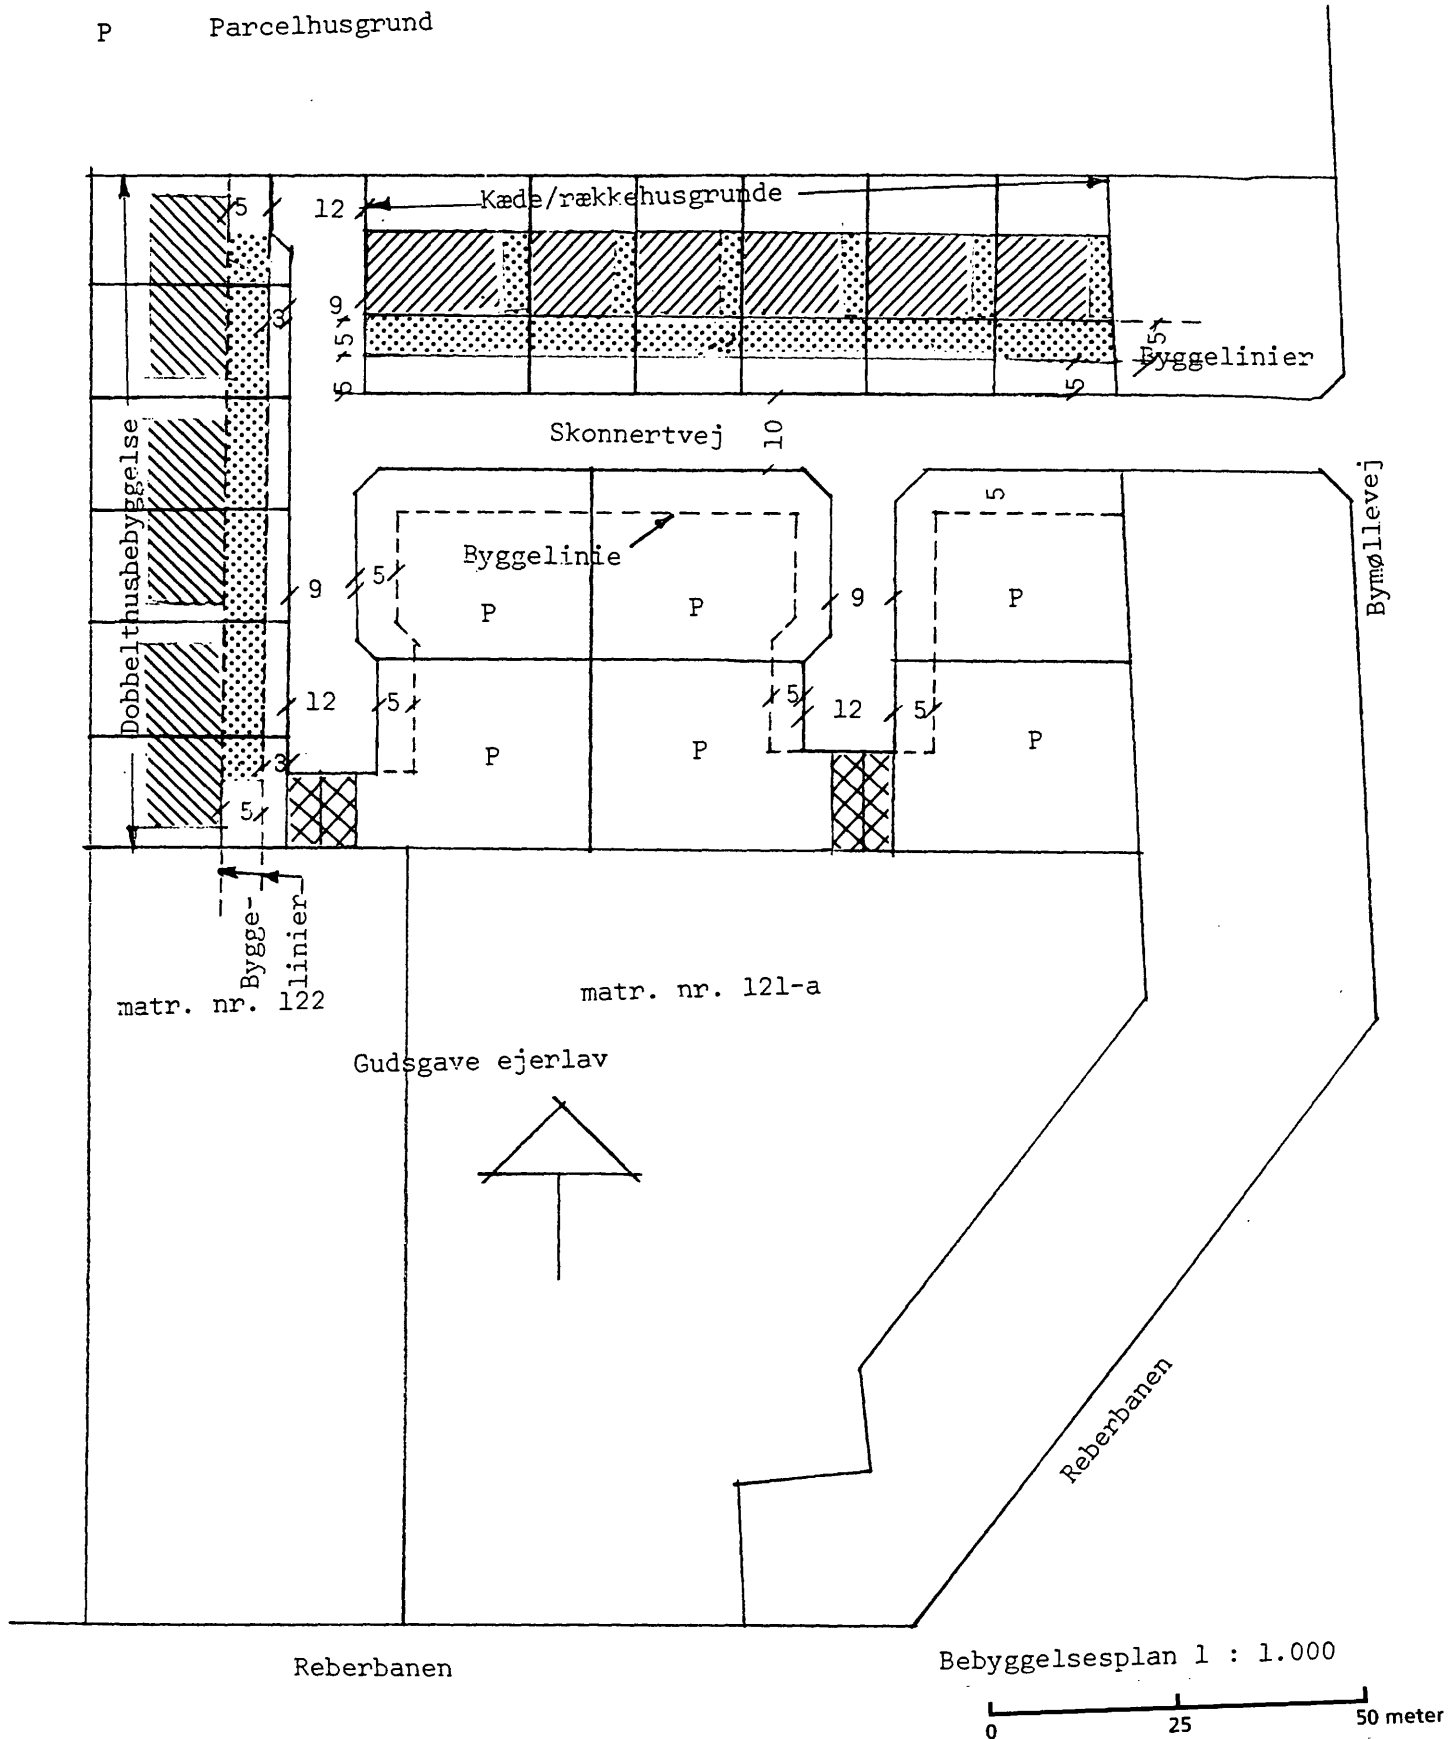 P Parcelhusgrund
Kæde/rækkehusgrunde
5 12
9
3
5
5
5
5
Byggelinier
Dobbelthusbebyggelse
Skonnertvej
10
Bymøllevej
5
Byggelinie
9
5
P
P
9
P
12
5
5
12
5
P
P
P
3
5
Bygge-
linier
matr. nr. 122
matr. nr. 121-a
Gudsgave ejerlav
Reberbanen
Reberbanen
Bebyggelsesplan 1 : 1.000
0 25 50 meter